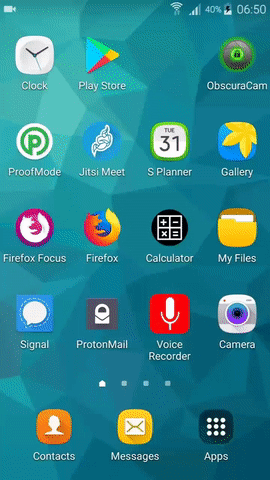 40% 06:50
Clock Play Store ObscuraCam
TUE
31
ProofMode Jitsi Meet S Planner Gallery
Firefox Focus Firefox Calculator My Files
Signal ProtonMail Voice Recorder Camera
Contacts Messages Apps